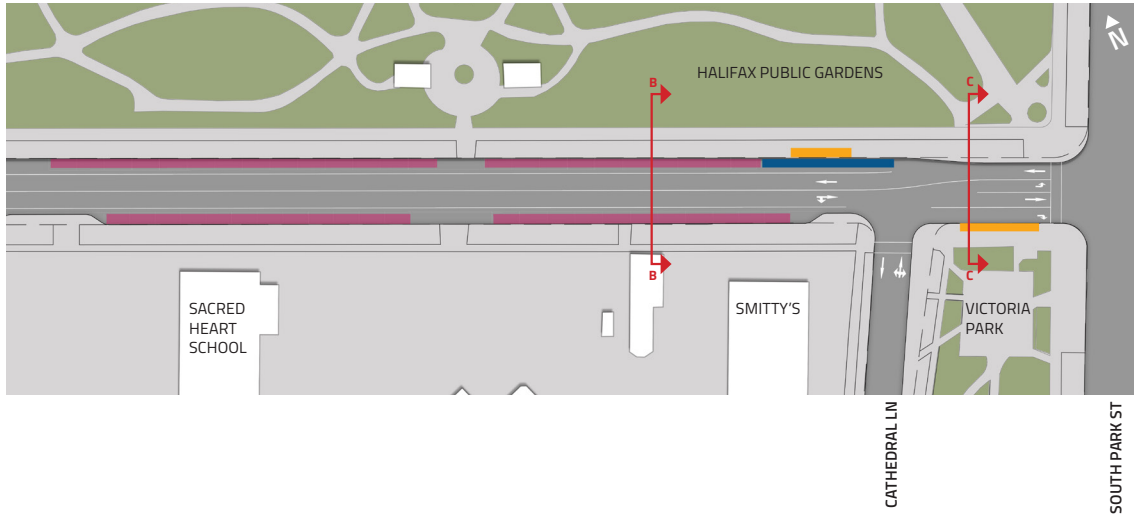 N
HALIFAX PUBLIC GARDENS
B
C
B
C
SACRED
HEART
SCHOOL
SMITTY'S
VICTORIA
PARK
CATHEDRAL LN
SOUTH PARK ST